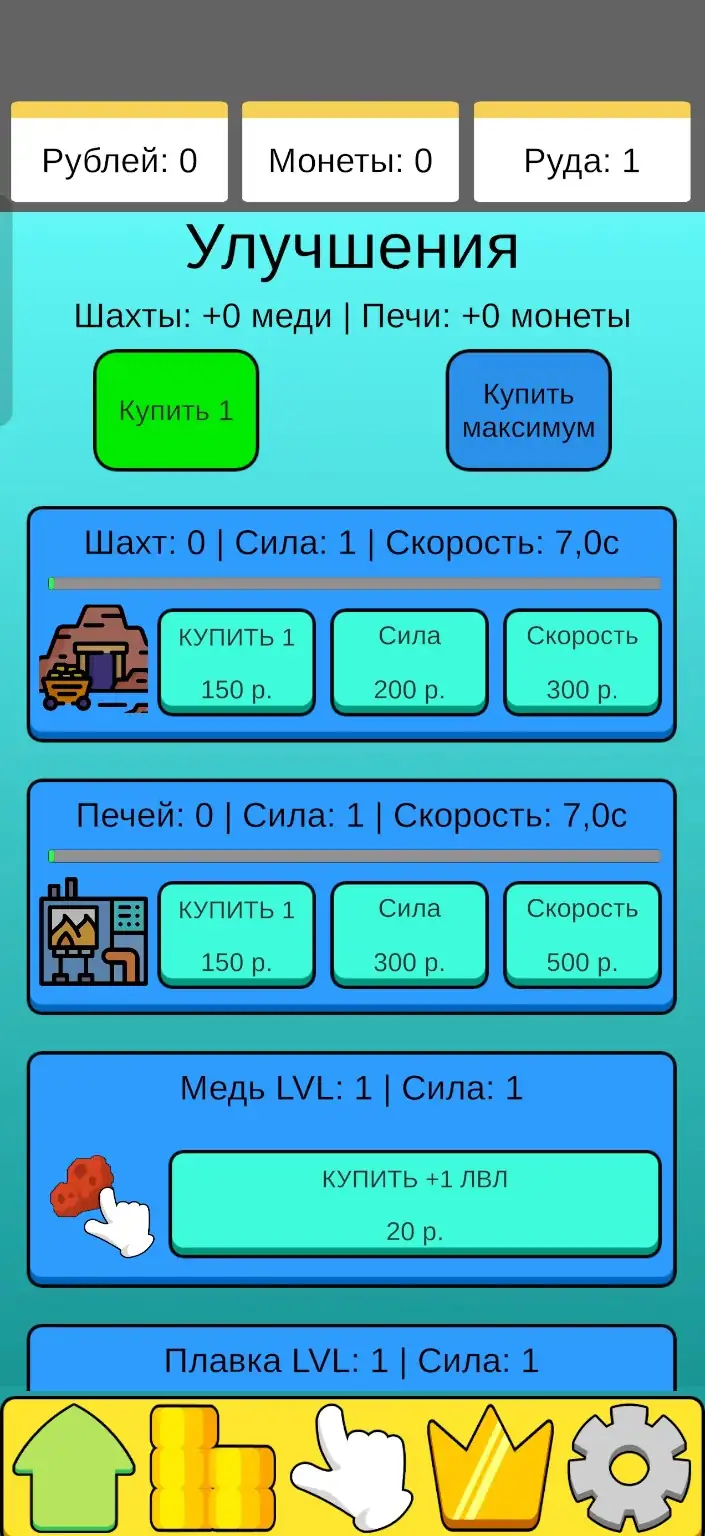 Рублей: 0
Монеты: 0
Руда: 1
Улучшения
Шахты: +0 меди | Печи: +0 монеты
Купить 1
Купить
максимум
Шахт: 0 | Сила: 1 | Скорость: 7,0с
КУПИТЬ 1
150 р.
Сила
200 р.
Скорость
300 р.
Печей: 0 | Сила: 1 | Скорость: 7,0с
КУПИТЬ 1
150 р.
Сила
300 р.
Скорость
500 р.
Медь LVL: 1 | Сила: 1
КУПИТЬ +1 ЛВЛ
20 р.
Плавка LVL: 1 | Сила: 1